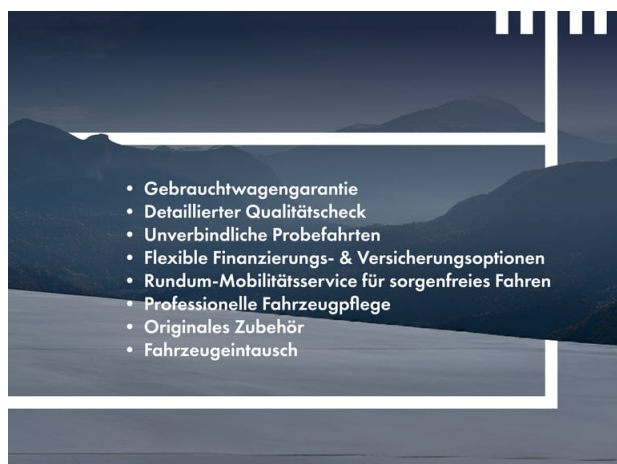 • Gebrauchtwagengarantie
• Detaillierter Qualitätscheck
• Unverbindliche Probefahrten
• Flexible Finanzierungs- & Versicherungsoptionen
• Rundum-Mobilitätsservice für sorgenfreies Fahren
• Professionelle Fahrzeugpflege
• Originales Zubehör
• Fahrzeugeintausch